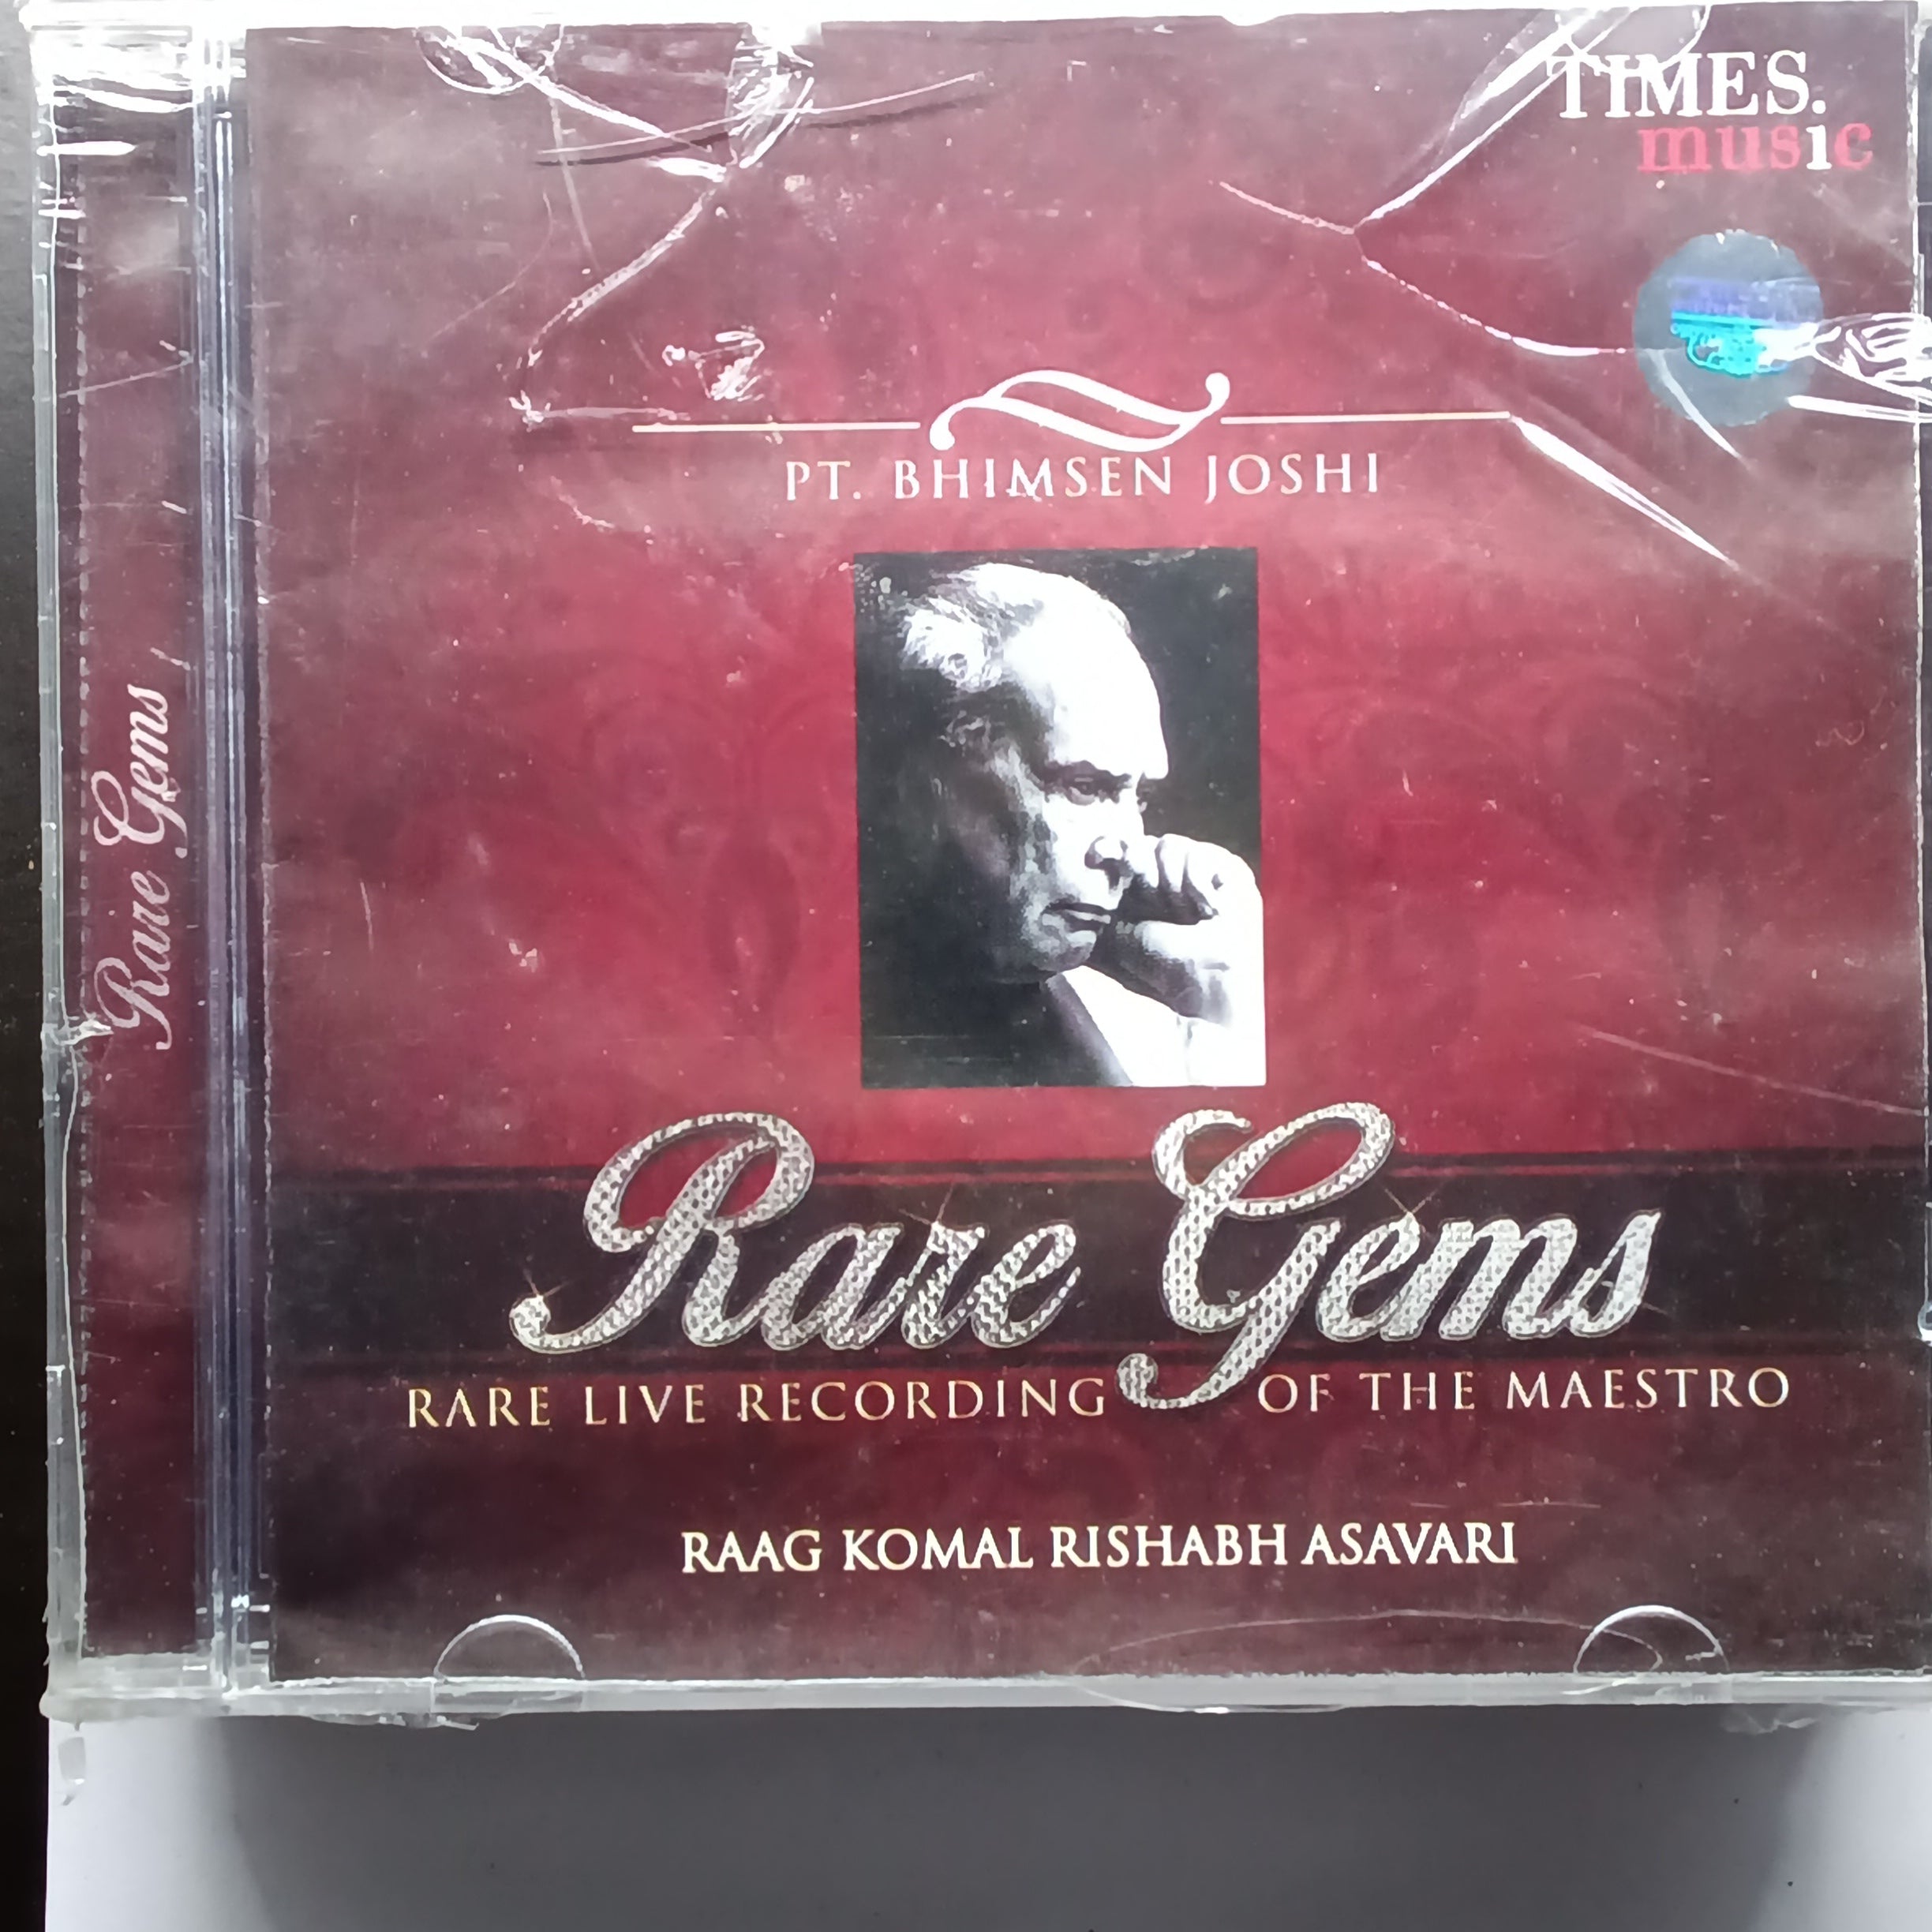 TIMES.
music
PT. BHIMSEN JOSHI
Rare Gems
Rare Gems
RARE LIVE RECORDING OF THE MAESTRO
RAAG KOMAL RISHABH ASAVARI